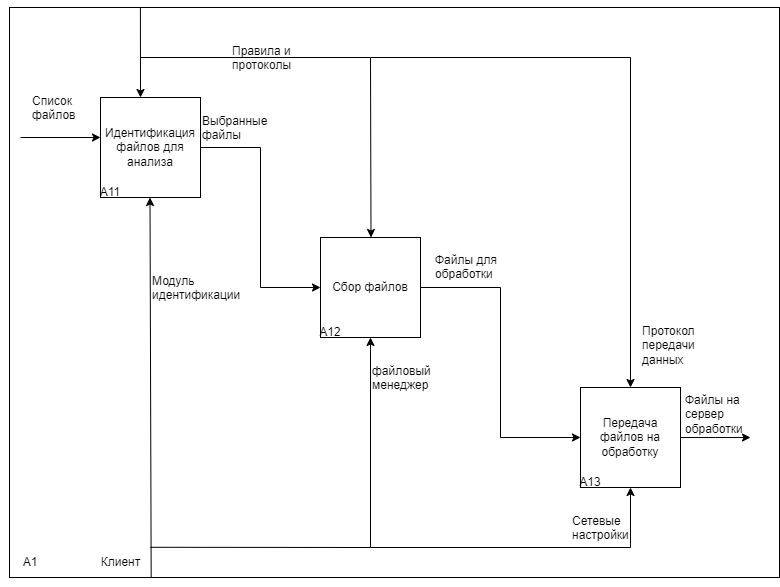 Правила и
протоколы
Список
файлов
Идентификация
файлов для
анализа
A11
Выбранные
файлы
Модуль
идентификации
Сбор файлов
A12
Файлы для
обработки
файловый
менеджер
Протокол
передачи
данных
Передача
файлов на
обработку
A13
Файлы на
сервер
обработки
Сетевые
настройки
A1
Клиент